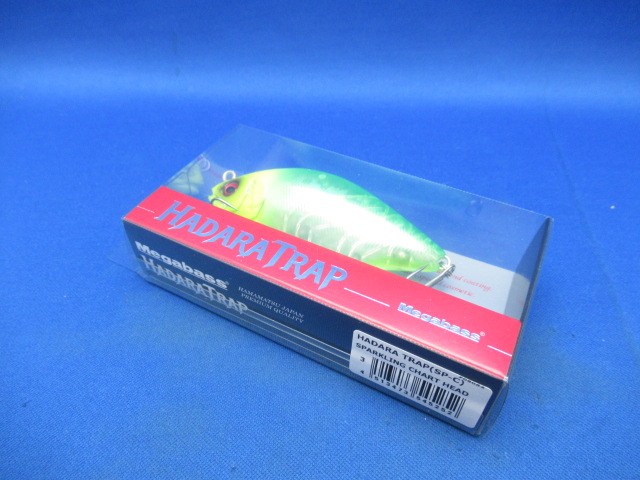 HADARA TRAP
Megabass®
Megabass®
HADARA TRAP
HAMAMATSU JAPAN
PREMIUM QUALITY
HADARA TRAP(SP-C)
SPARKLING CHART HEAD